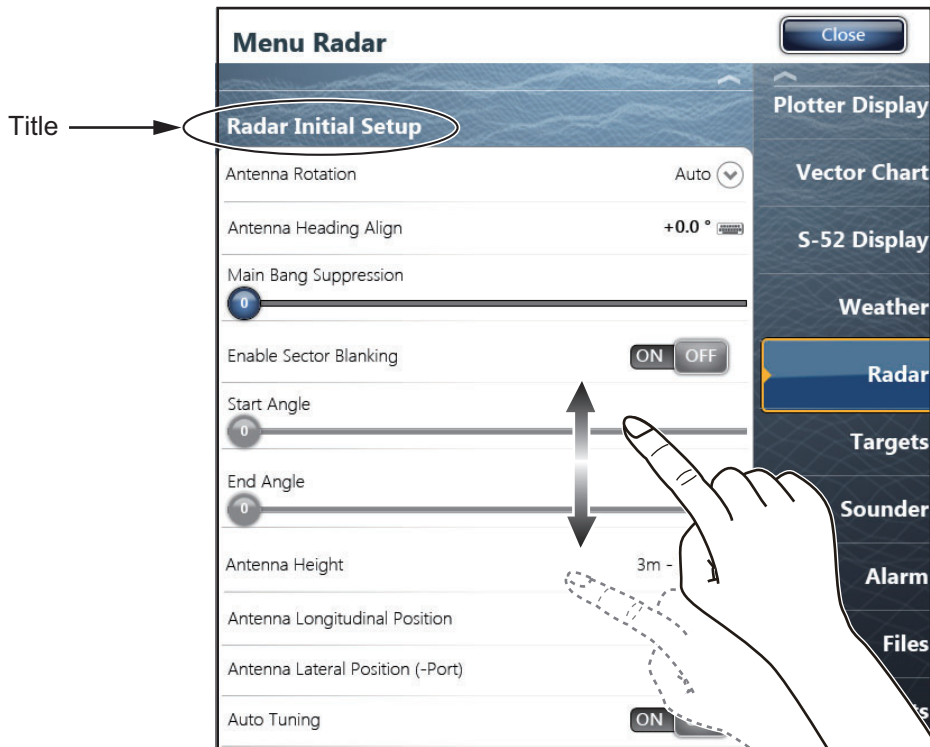 Menu Radar
Close
Title
Radar Initial Setup
Antenna Rotation
Auto
Antenna Heading Align
+0.0 °
Main Bang Suppression
0
Enable Sector Blanking
ON OFF
Start Angle
0
End Angle
0
Antenna Height
3m -
Antenna Longitudinal Position
Antenna Lateral Position (-Port)
Auto Tuning
ON
Plotter Display
Vector Chart
S-52 Display
Weather
Radar
Targets
Sounder
Alarm
Files